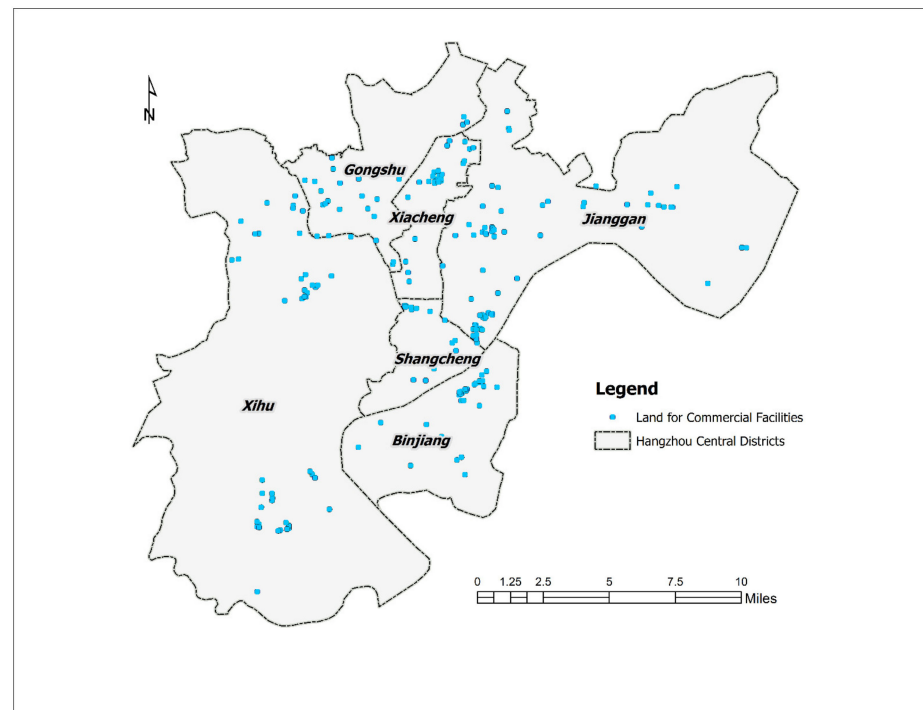 N
Gongshu
Xiacheng
Jianggan
Shangcheng
Xihu
Binjiang
Legend
Land for Commercial Facilities
Hangzhou Central Districts
0 1.25 2.5 5 7.5 10
Miles